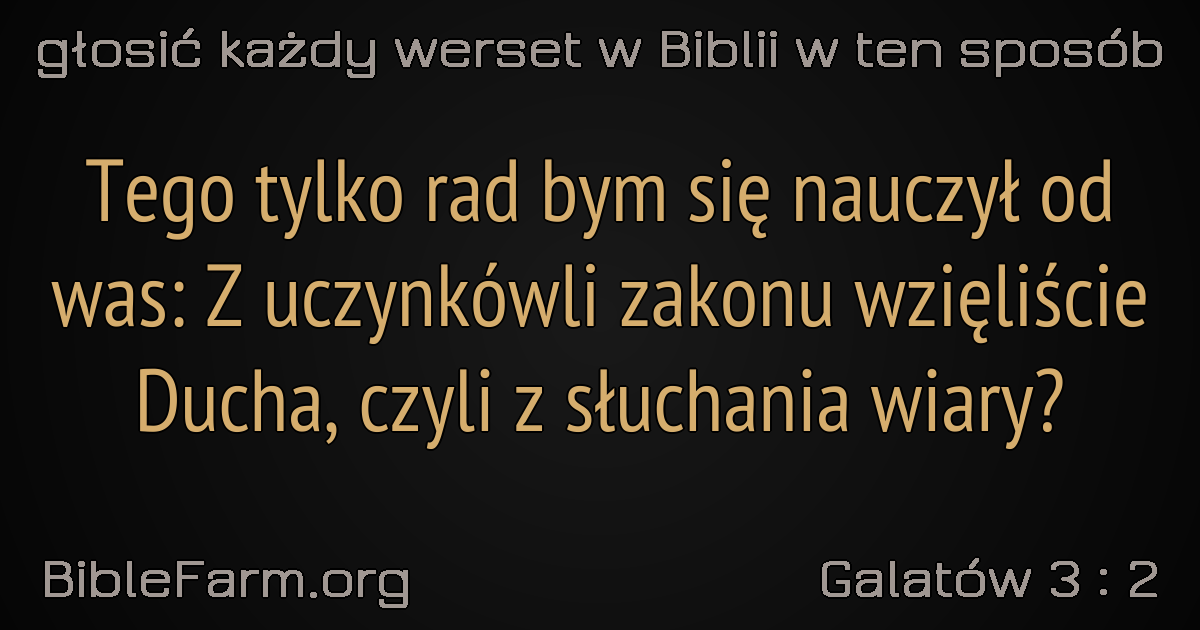 głosić każdy werset w Biblii w ten sposób
Tego tylko rad bym się nauczył od
was: Z uczynkówli zakonu wzięliście
Ducha, czyli z słuchania wiary?
BibleFarm.org
Galatów 3 : 2